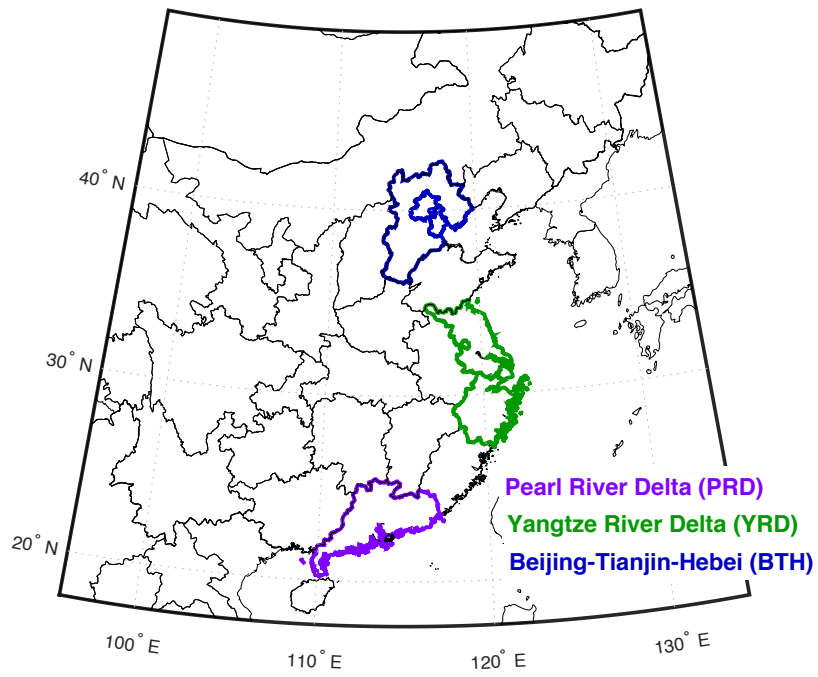 40° N
30° N
20° N
Pearl River Delta (PRD)
Yangtze River Delta (YRD)
Beijing-Tianjin-Hebei (BTH)
100° E
110° E
120° E
130° E